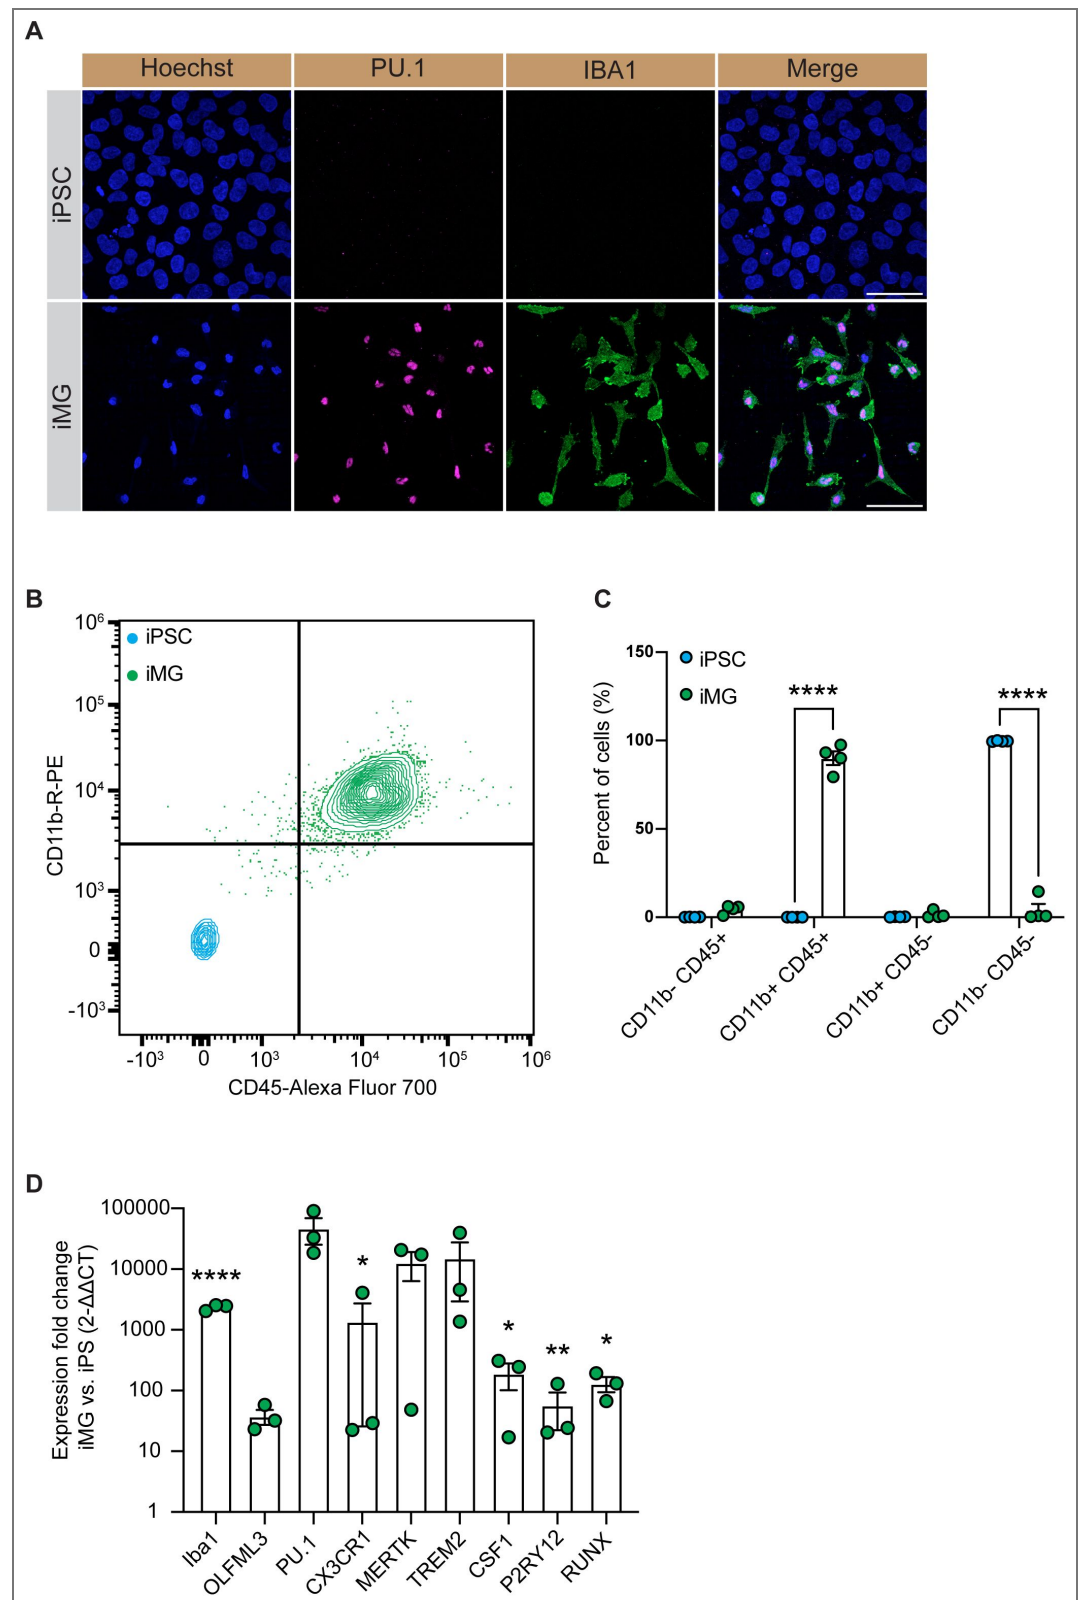 A
Hoechst PU.1 IBA1 Merge
iPSC
iMG
B
10⁶
10⁵
10⁴
10³
0
-10³
CD11b-R-PE
iPSC
iMG
-10³ 0 10³ 10⁴ 10⁵ 10⁶
CD45-Alexa Fluor 700
C
150
100
50
0
Percent of cells (%)
iPSC
iMG
**** ****
CD11b- CD45+
CD11b+ CD45+
CD11b+ CD45-
CD11b- CD45-
D
100000
10000
1000
100
10
1
Expression fold change
iMG vs. iPS (2-ΔΔCT)
**** * * ** *
Iba1
OLFML3
PU.1
CX3CR1
MERTK
TREM2
CSF1
P2RY12
RUNX